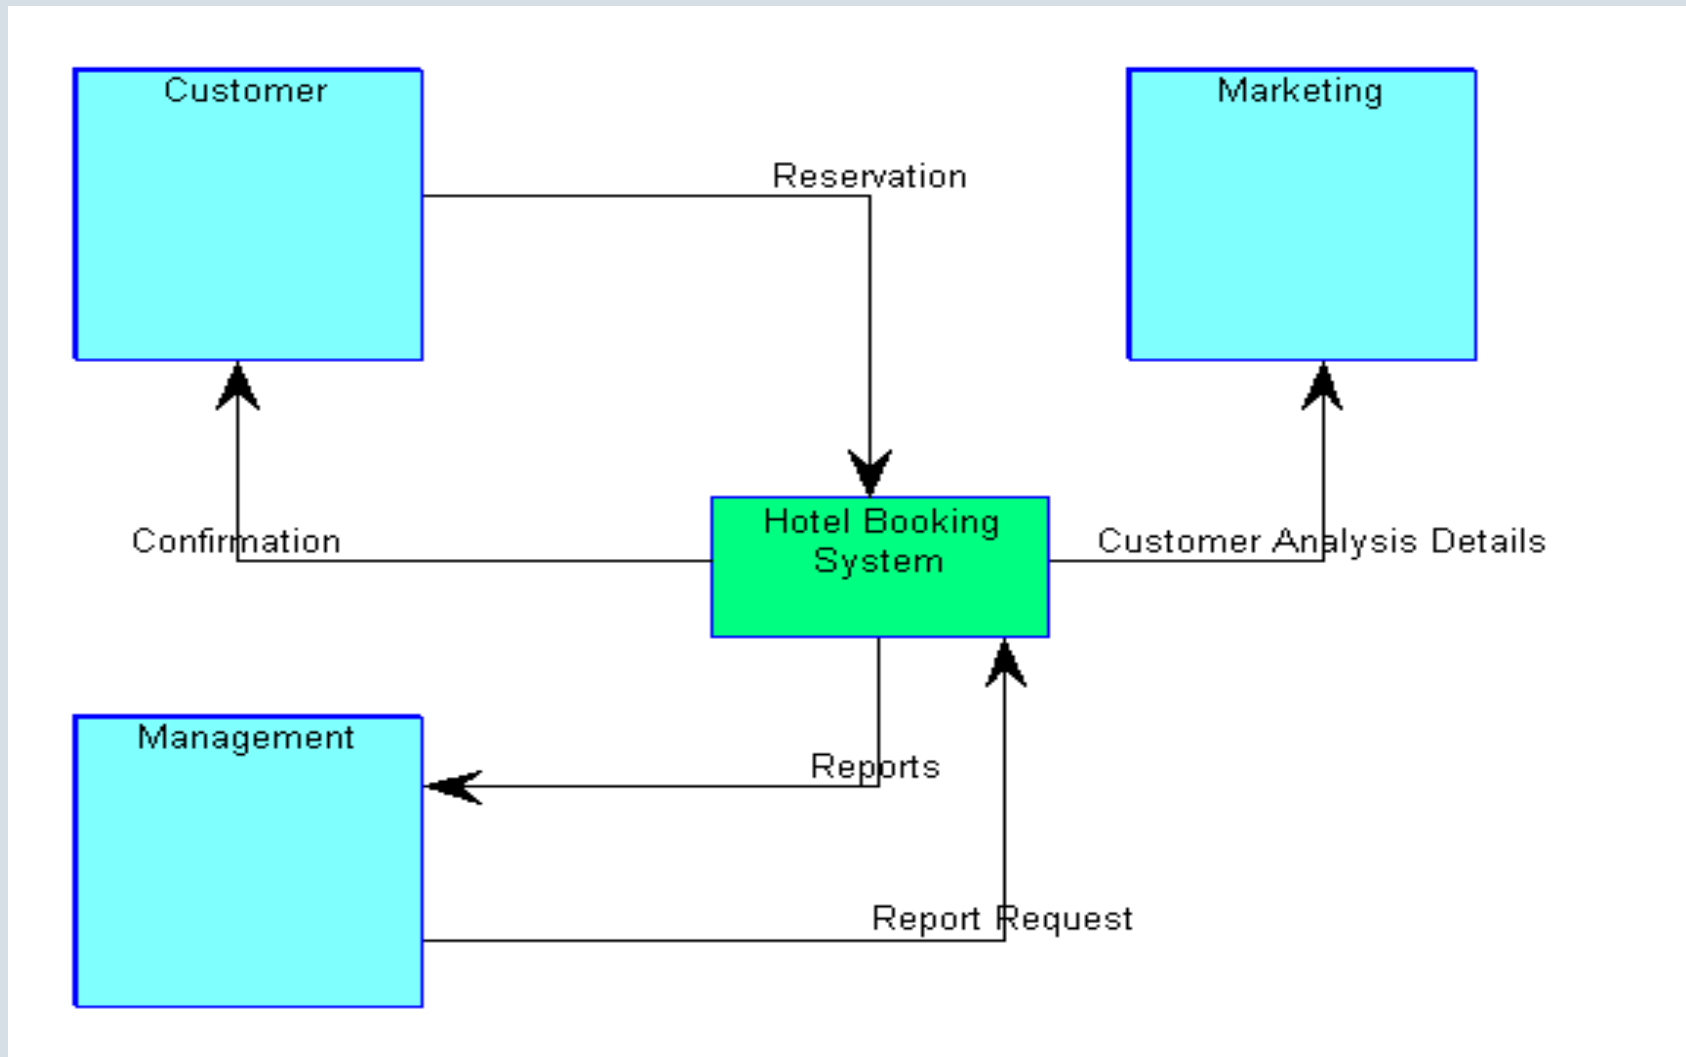 Customer
Marketing
Reservation
Hotel Booking
System
Confirmation
Customer Analysis Details
Management
Reports
Report Request